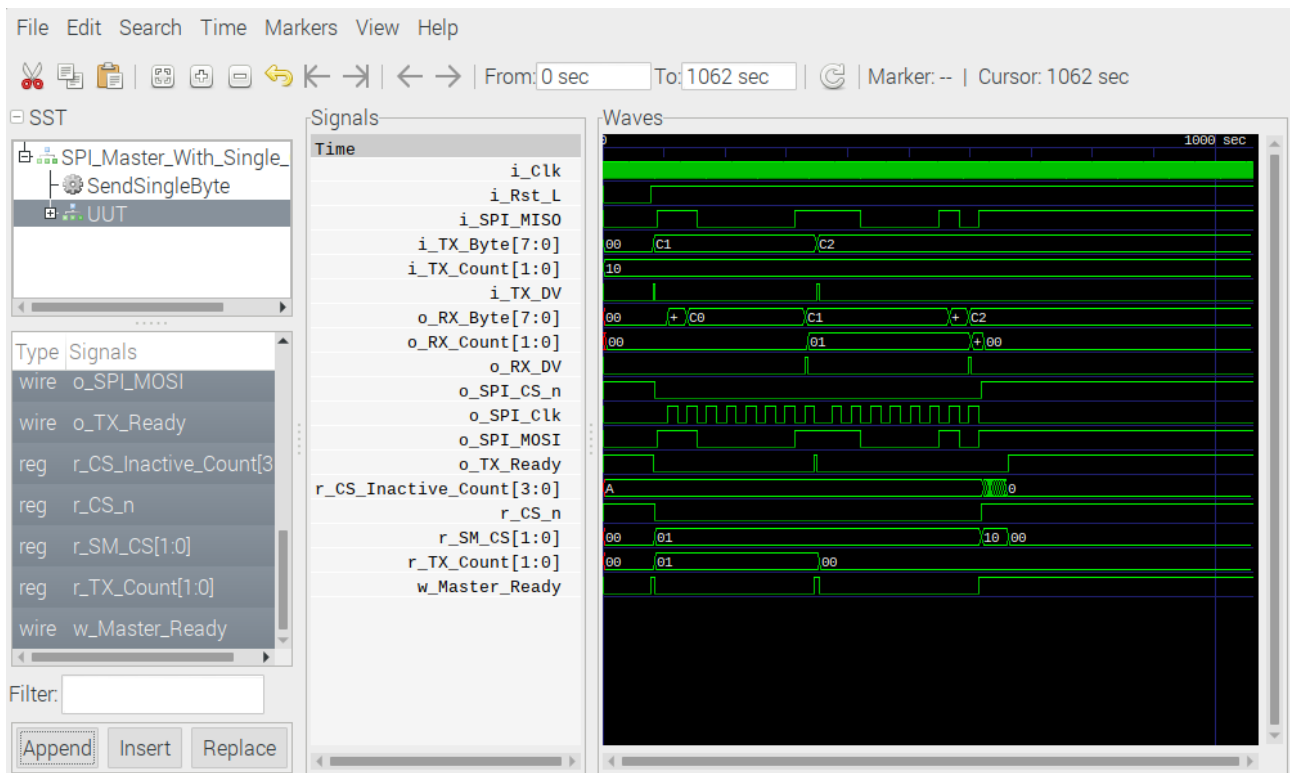 File Edit Search Time Markers View Help
From: 0 sec To: 1062 sec Marker: -- | Cursor: 1062 sec
SST
SPI_Master_With_Single_
SendSingleByte
UUT
Type Signals
wire o_SPI_MOSI
wire o_TX_Ready
reg r_CS_Inactive_Count[3
reg r_CS_n
reg r_SM_CS[1:0]
reg r_TX_Count[1:0]
wire w_Master_Ready
Filter:
Append Insert Replace
Signals
Time
i_Clk
i_Rst_L
i_SPI_MISO
i_TX_Byte[7:0]
i_TX_Count[1:0]
i_TX_DV
o_RX_Byte[7:0]
o_RX_Count[1:0]
o_RX_DV
o_SPI_CS_n
o_SPI_Clk
o_SPI_MOSI
o_TX_Ready
r_CS_Inactive_Count[3:0]
r_CS_n
r_SM_CS[1:0]
r_TX_Count[1:0]
w_Master_Ready
Waves
0 1000 sec
00 C1 C2
10
00 + C0 C1 + C2
00 01 + 00
A 0
00 01 10 00
00 01 00